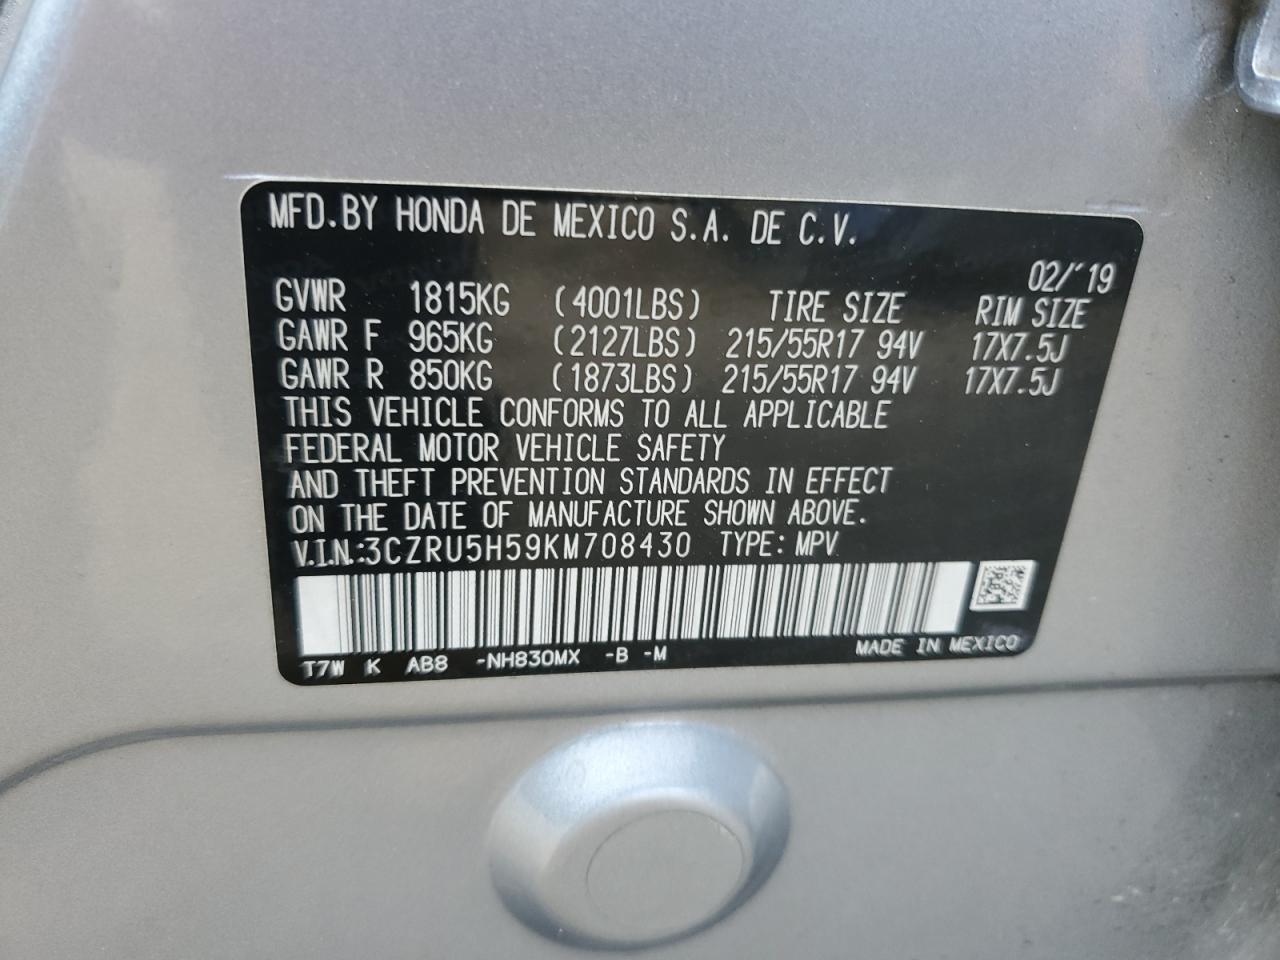 MFD.BY HONDA DE MEXICO S.A. DE C.V.
02/'19
GVWR 1815KG (4001LBS) TIRE SIZE RIM SIZE
GAWR F 965KG (2127LBS) 215/55R17 94V 17X7.5J
GAWR R 850KG (1873LBS) 215/55R17 94V 17X7.5J
THIS VEHICLE CONFORMS TO ALL APPLICABLE
FEDERAL MOTOR VEHICLE SAFETY
AND THEFT PREVENTION STANDARDS IN EFFECT
ON THE DATE OF MANUFACTURE SHOWN ABOVE.
V.I.N.:3CZRU5H59KM708430 TYPE: MPV
T7W K AB8 -NH830MX -B -M MADE IN MEXICO